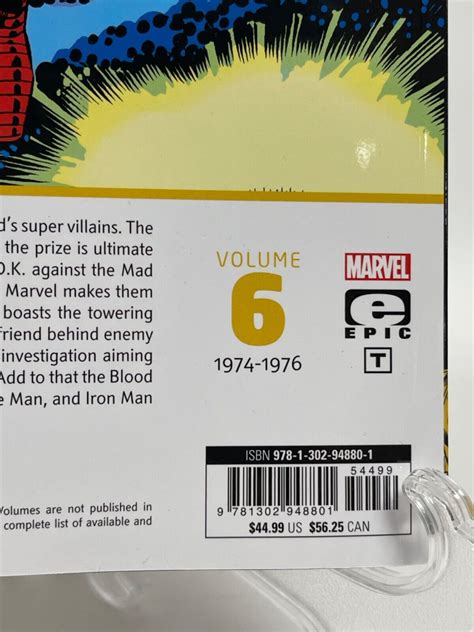 d's super villains. The
the prize is ultimate
O.K. against the Mad
Marvel makes them
boasts the towering
friend behind enemy
investigation aiming
Add to that the Blood
e Man, and Iron Man
VOLUME
6
1974-1976
MARVEL
e
EPIC
T
Volumes are not published in
complete list of available and
ISBN 978-1-302-94880-1
54499
9 781302 948801
$44.99 US $56.25 CAN